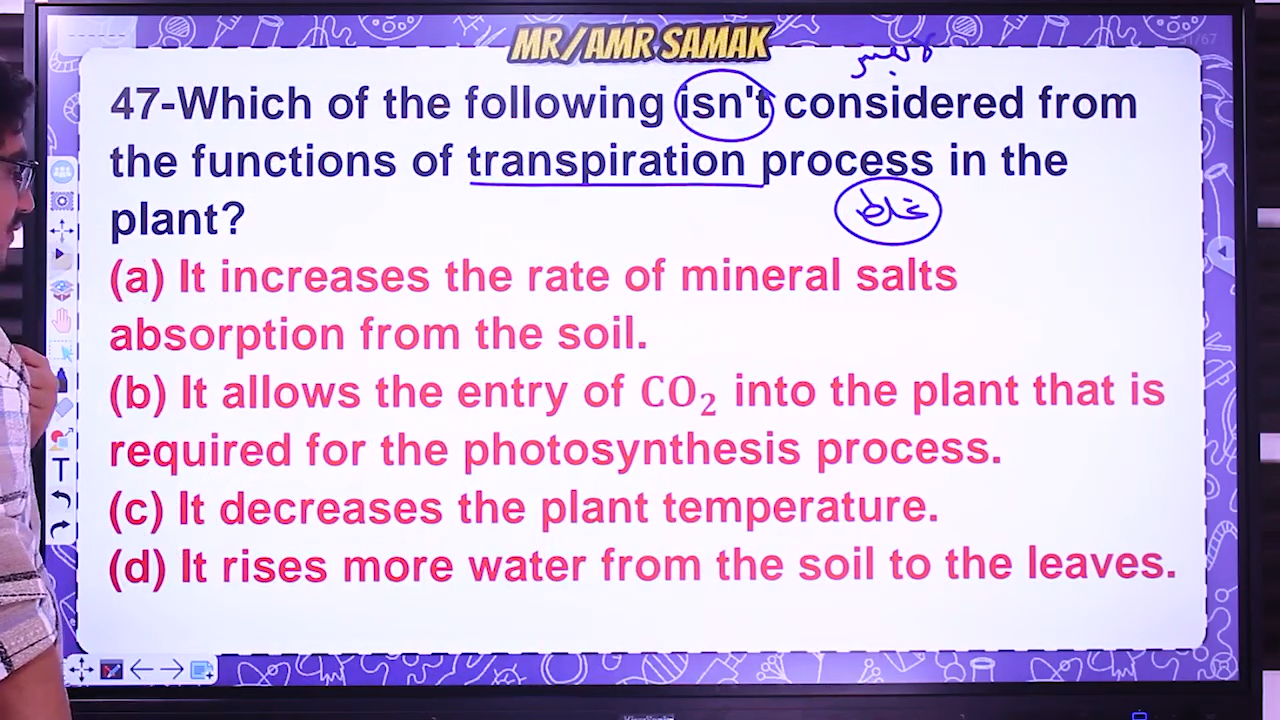 MR/AMR SAMAK
31/67
47-Which of the following isn't considered from
the functions of transpiration process in the
plant?
غلط
(a) It increases the rate of mineral salts
absorption from the soil.
(b) It allows the entry of CO₂ into the plant that is
required for the photosynthesis process.
(c) It decreases the plant temperature.
(d) It rises more water from the soil to the leaves.